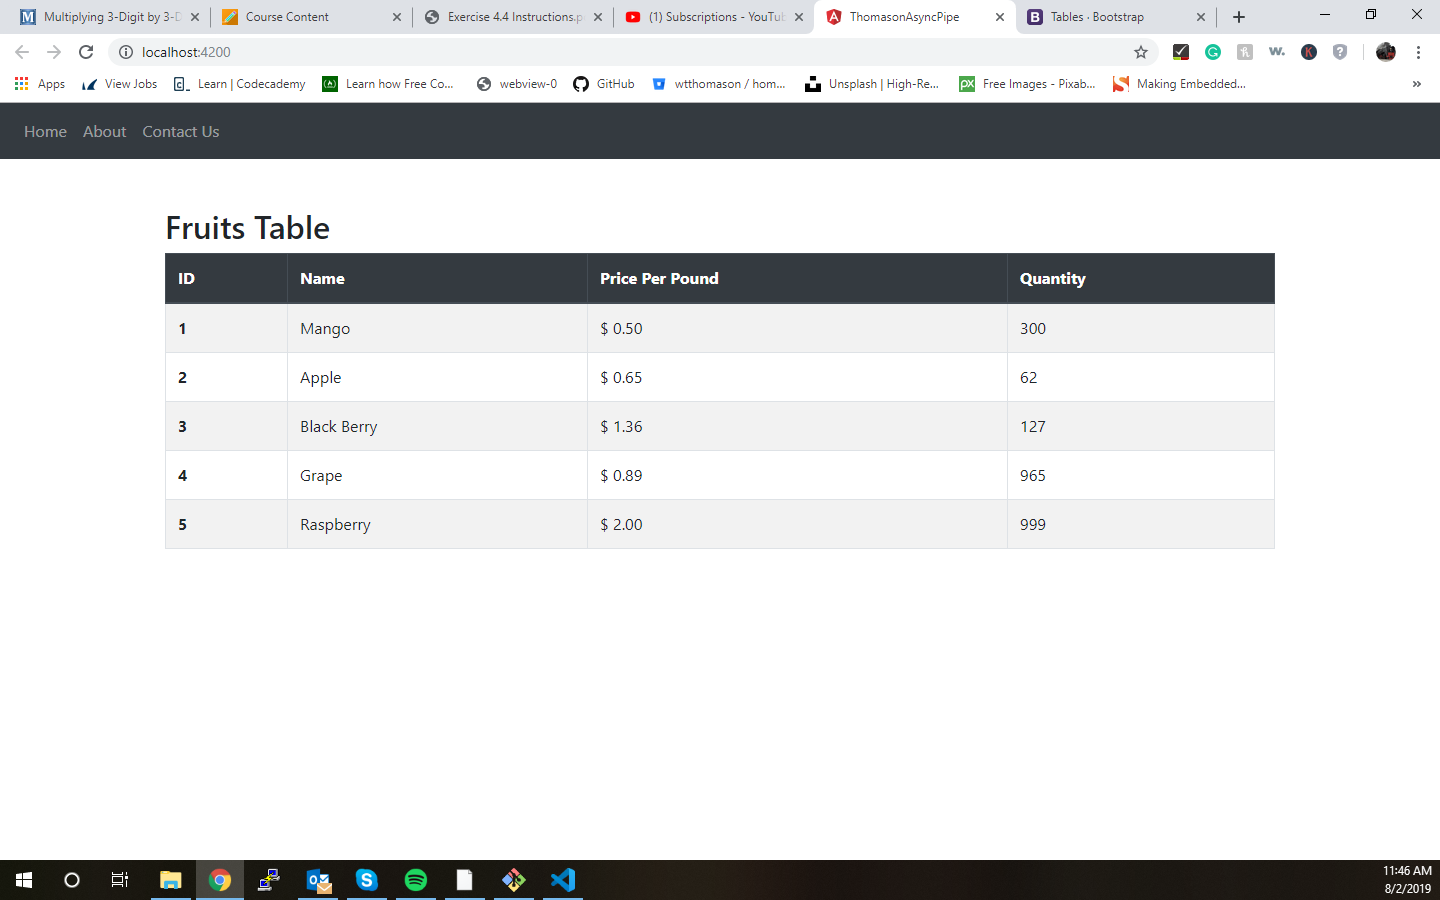 Multiplying 3-Digit by 3-D
Course Content
Exercise 4.4 Instructions.p
(1) Subscriptions - YouTub
ThomasonAsyncPipe
Tables · Bootstrap
localhost:4200
Apps
View Jobs
Learn | Codecademy
Learn how Free Co...
webview-0
GitHub
wtthomason / hom...
Unsplash | High-Re...
Free Images - Pixab...
Making Embedded...
Home About Contact Us
Fruits Table
ID Name Price Per Pound Quantity
1 Mango $ 0.50 300
2 Apple $ 0.65 62
3 Black Berry $ 1.36 127
4 Grape $ 0.89 965
5 Raspberry $ 2.00 999
11:46 AM
8/2/2019